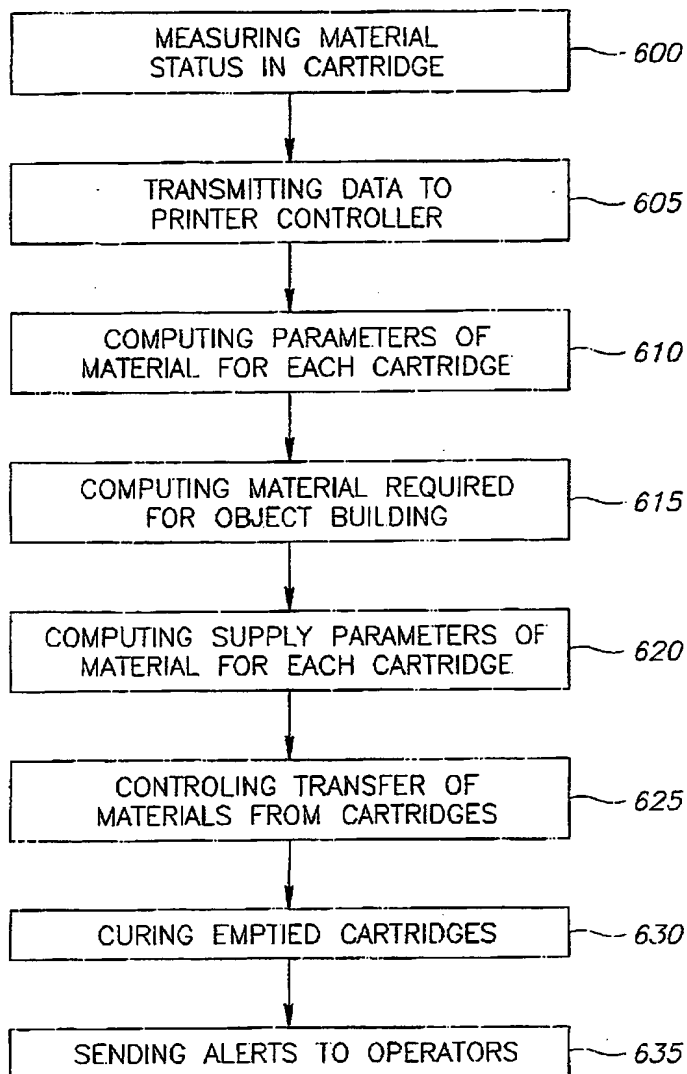 MEASURING MATERIAL
STATUS IN CARTRIDGE
600
TRANSMITTING DATA TO
PRINTER CONTROLLER
605
COMPUTING PARAMETERS OF
MATERIAL FOR EACH CARTRIDGE
610
COMPUTING MATERIAL REQUIRED
FOR OBJECT BUILDING
615
COMPUTING SUPPLY PARAMETERS OF
MATERIAL FOR EACH CARTRIDGE
620
CONTROLING TRANSFER OF
MATERIALS FROM CARTRIDGES
625
CURING EMPTIED CARTRIDGES
630
SENDING ALERTS TO OPERATORS
635